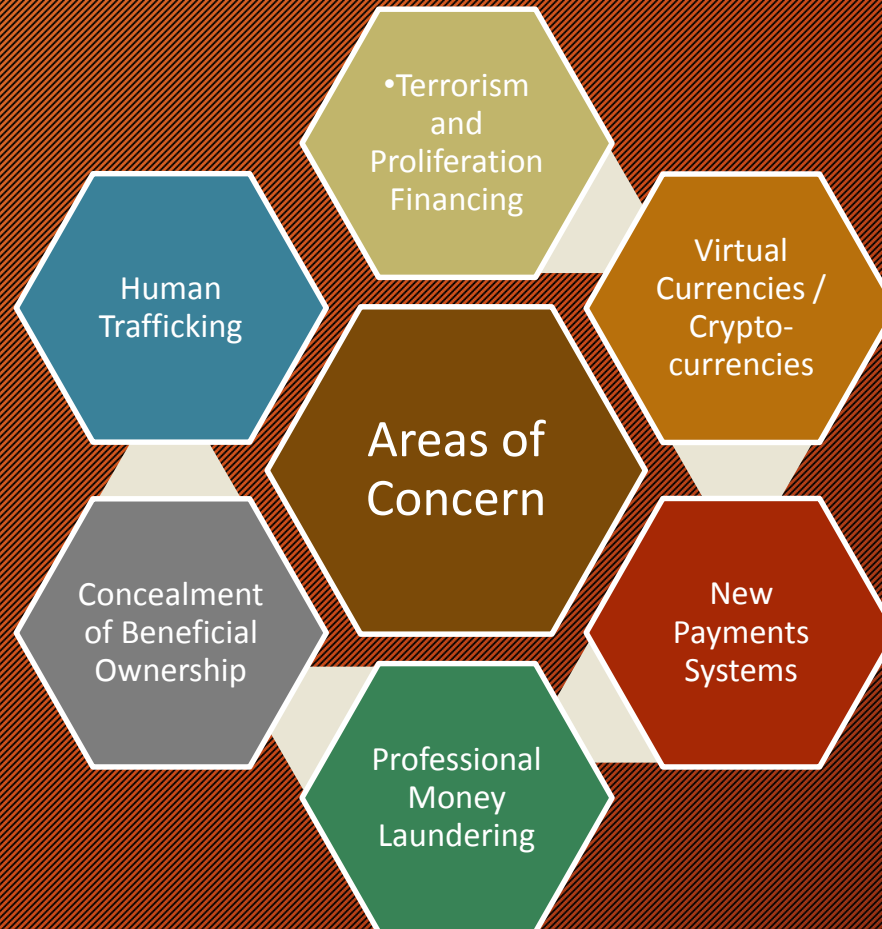 •Terrorism
and
Proliferation
Financing
Human
Trafficking
Virtual
Currencies /
Crypto-
currencies
Areas of
Concern
Concealment
of Beneficial
Ownership
New
Payments
Systems
Professional
Money
Laundering